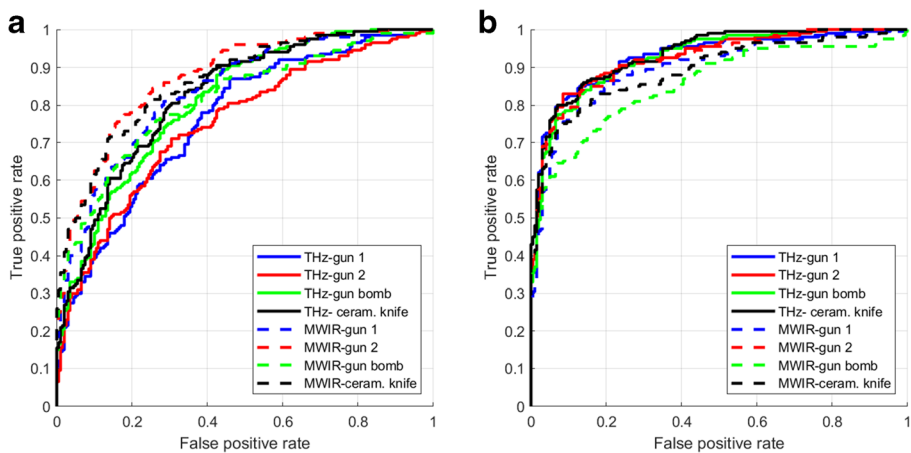 a
True positive rate
1
0.9
0.8
0.7
0.6
0.5
0.4
0.3
0.2
0.1
0
0 0.2 0.4 0.6 0.8 1
False positive rate
THz-gun 1
THz-gun 2
THz-gun bomb
THz- ceram. knife
MWIR-gun 1
MWIR-gun 2
MWIR-gun bomb
MWIR-ceram. knife
b
True positive rate
1
0.9
0.8
0.7
0.6
0.5
0.4
0.3
0.2
0.1
0
0 0.2 0.4 0.6 0.8 1
False positive rate
THz-gun 1
THz-gun 2
THz-gun bomb
THz- ceram. knife
MWIR-gun 1
MWIR-gun 2
MWIR-gun bomb
MWIR-ceram. knife